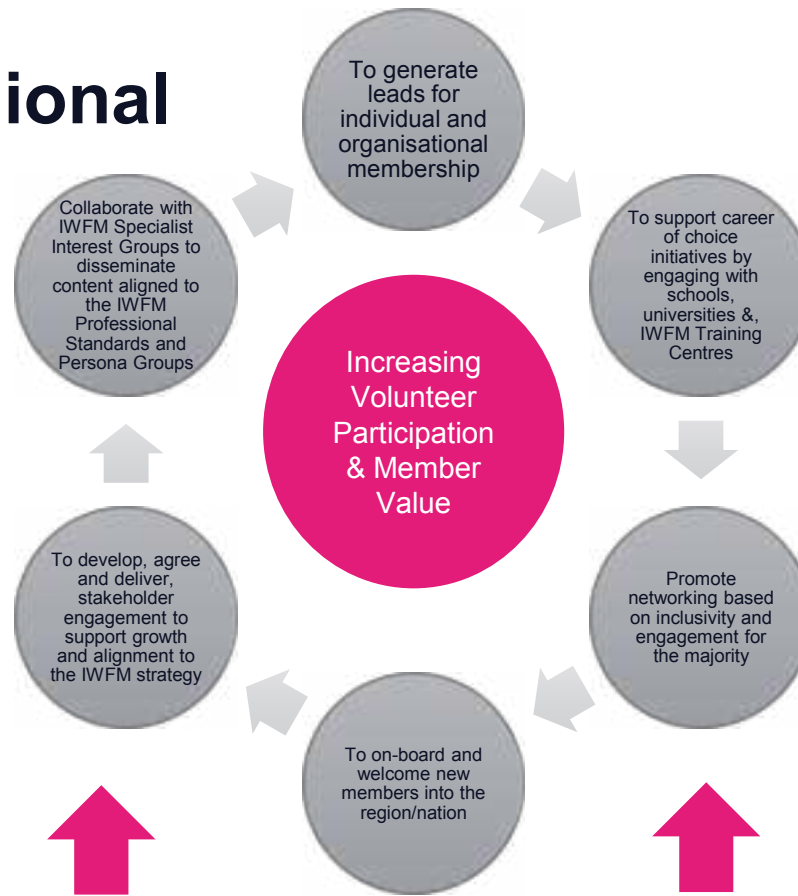 ional
To generate
leads for
individual and
organisational
membership
To support career
of choice
initiatives by
engaging with
schools,
universities &, 
IWFM Training
Centres
Promote
networking based
on inclusivity and
engagement for
the majority
To on-board and
welcome new
members into the
region/nation
To develop, agree
and deliver,
stakeholder
engagement to
support growth
and alignment to
the IWFM strategy
Collaborate with
IWFM Specialist
Interest Groups to
disseminate
content aligned to
the IWFM
Professional
Standards and
Persona Groups
Increasing
Volunteer
Participation
& Member
Value